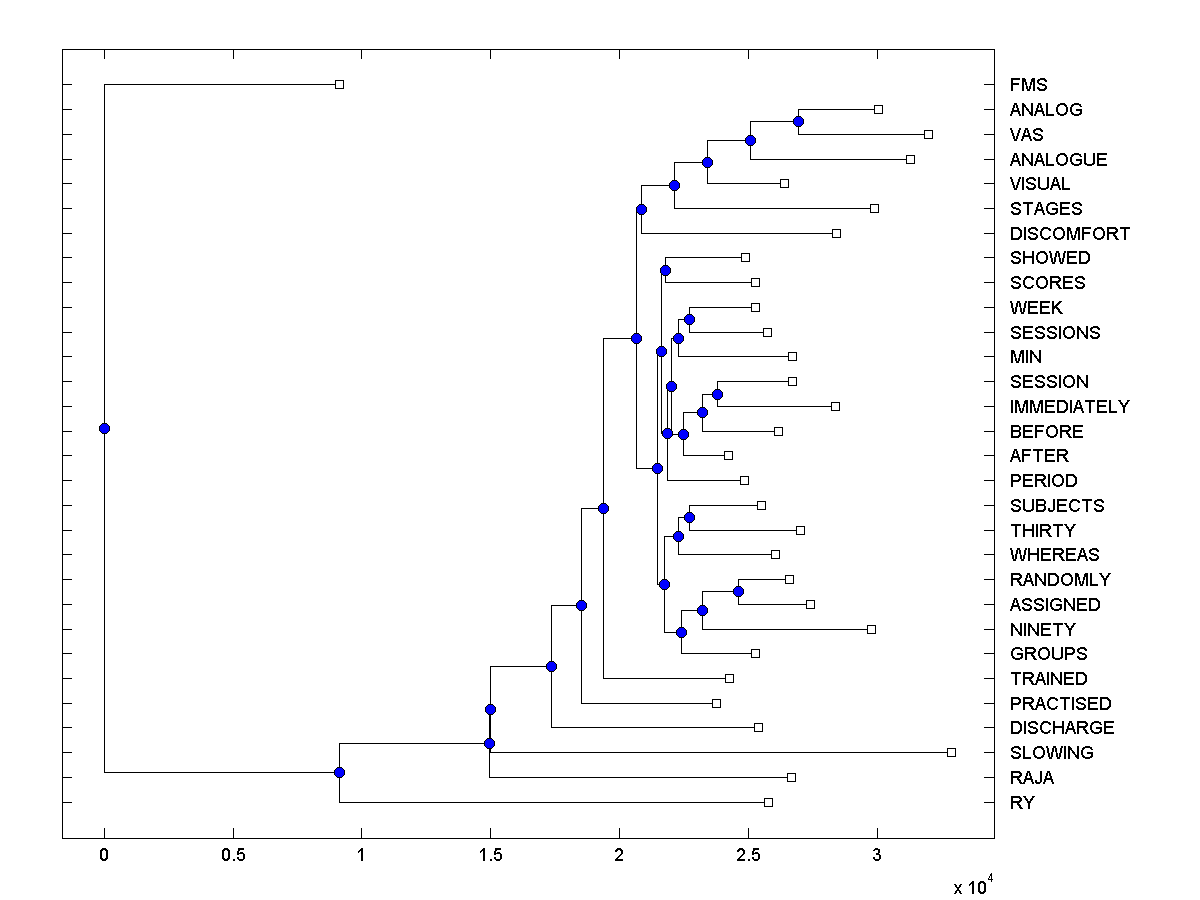 FMS
ANALOG
VAS
ANALOGUE
VISUAL
STAGES
DISCOMFORT
SHOWED
SCORES
WEEK
SESSIONS
MIN
SESSION
IMMEDIATELY
BEFORE
AFTER
PERIOD
SUBJECTS
THIRTY
WHEREAS
RANDOMLY
ASSIGNED
NINETY
GROUPS
TRAINED
PRACTISED
DISCHARGE
SLOWING
RAJA
RY
0 0.5 1 1.5 2 2.5 3
x 10^4